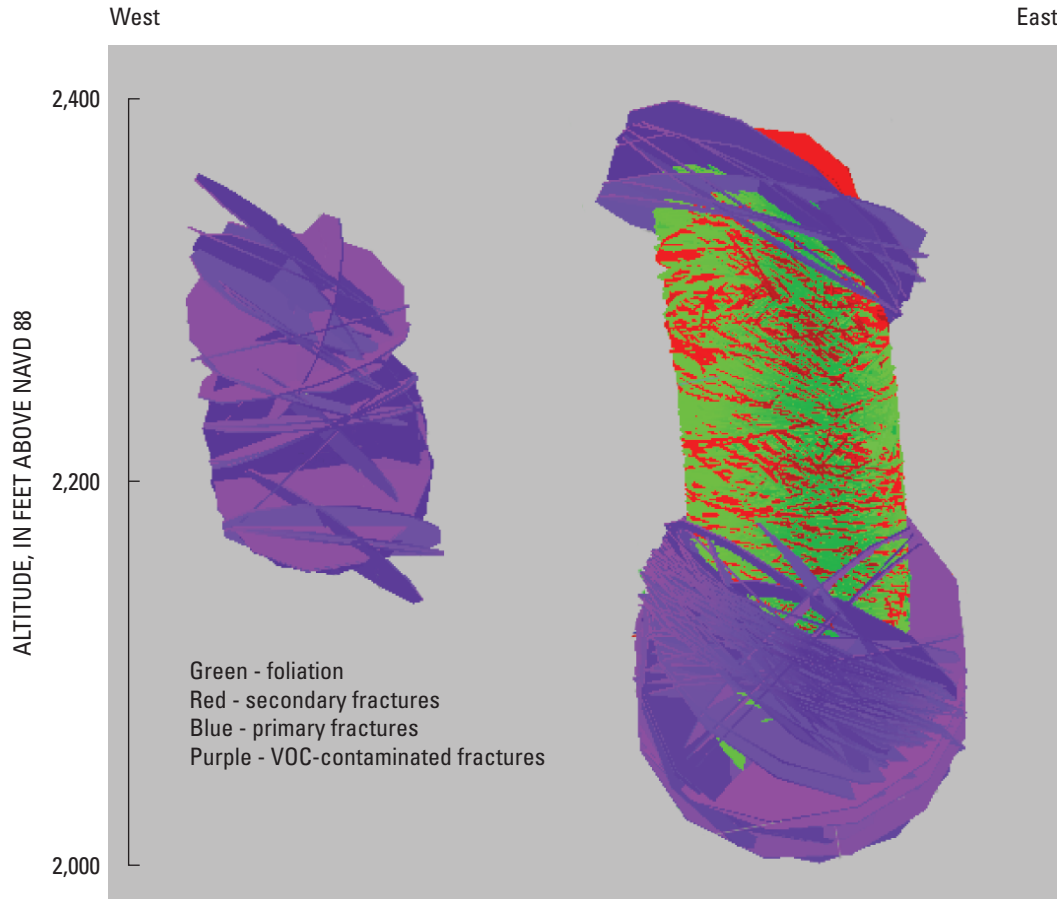 West
East
2,400
2,200
2,000
ALTITUDE, IN FEET ABOVE NAVD 88
Green - foliation
Red - secondary fractures
Blue - primary fractures
Purple - VOC-contaminated fractures